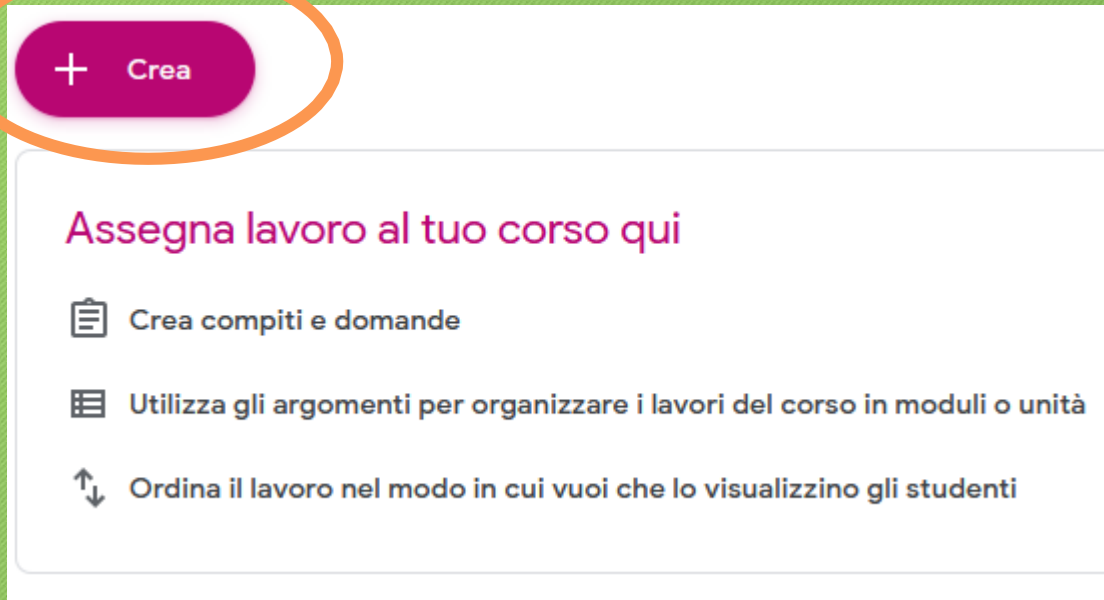 Crea
Assegna lavoro al tuo corso qui
Crea compiti e domande
Utilizza gli argomenti per organizzare i lavori del corso in moduli o unità
Ordina il lavoro nel modo in cui vuoi che lo visualizzino gli studenti